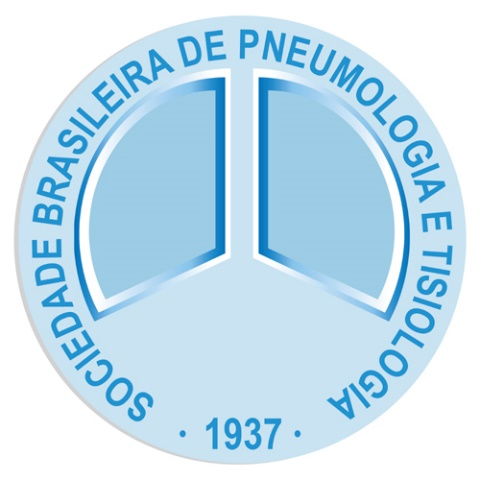 SOCIEDADE BRASILEIRA DE PNEUMOLOGIA E TISIOLOGIA
· 1937 ·